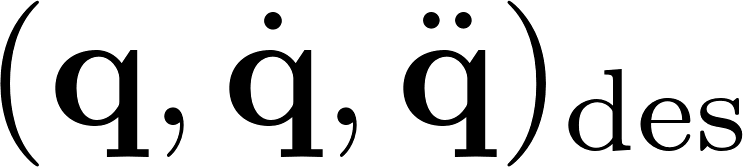 (q, q̇, q̈)des